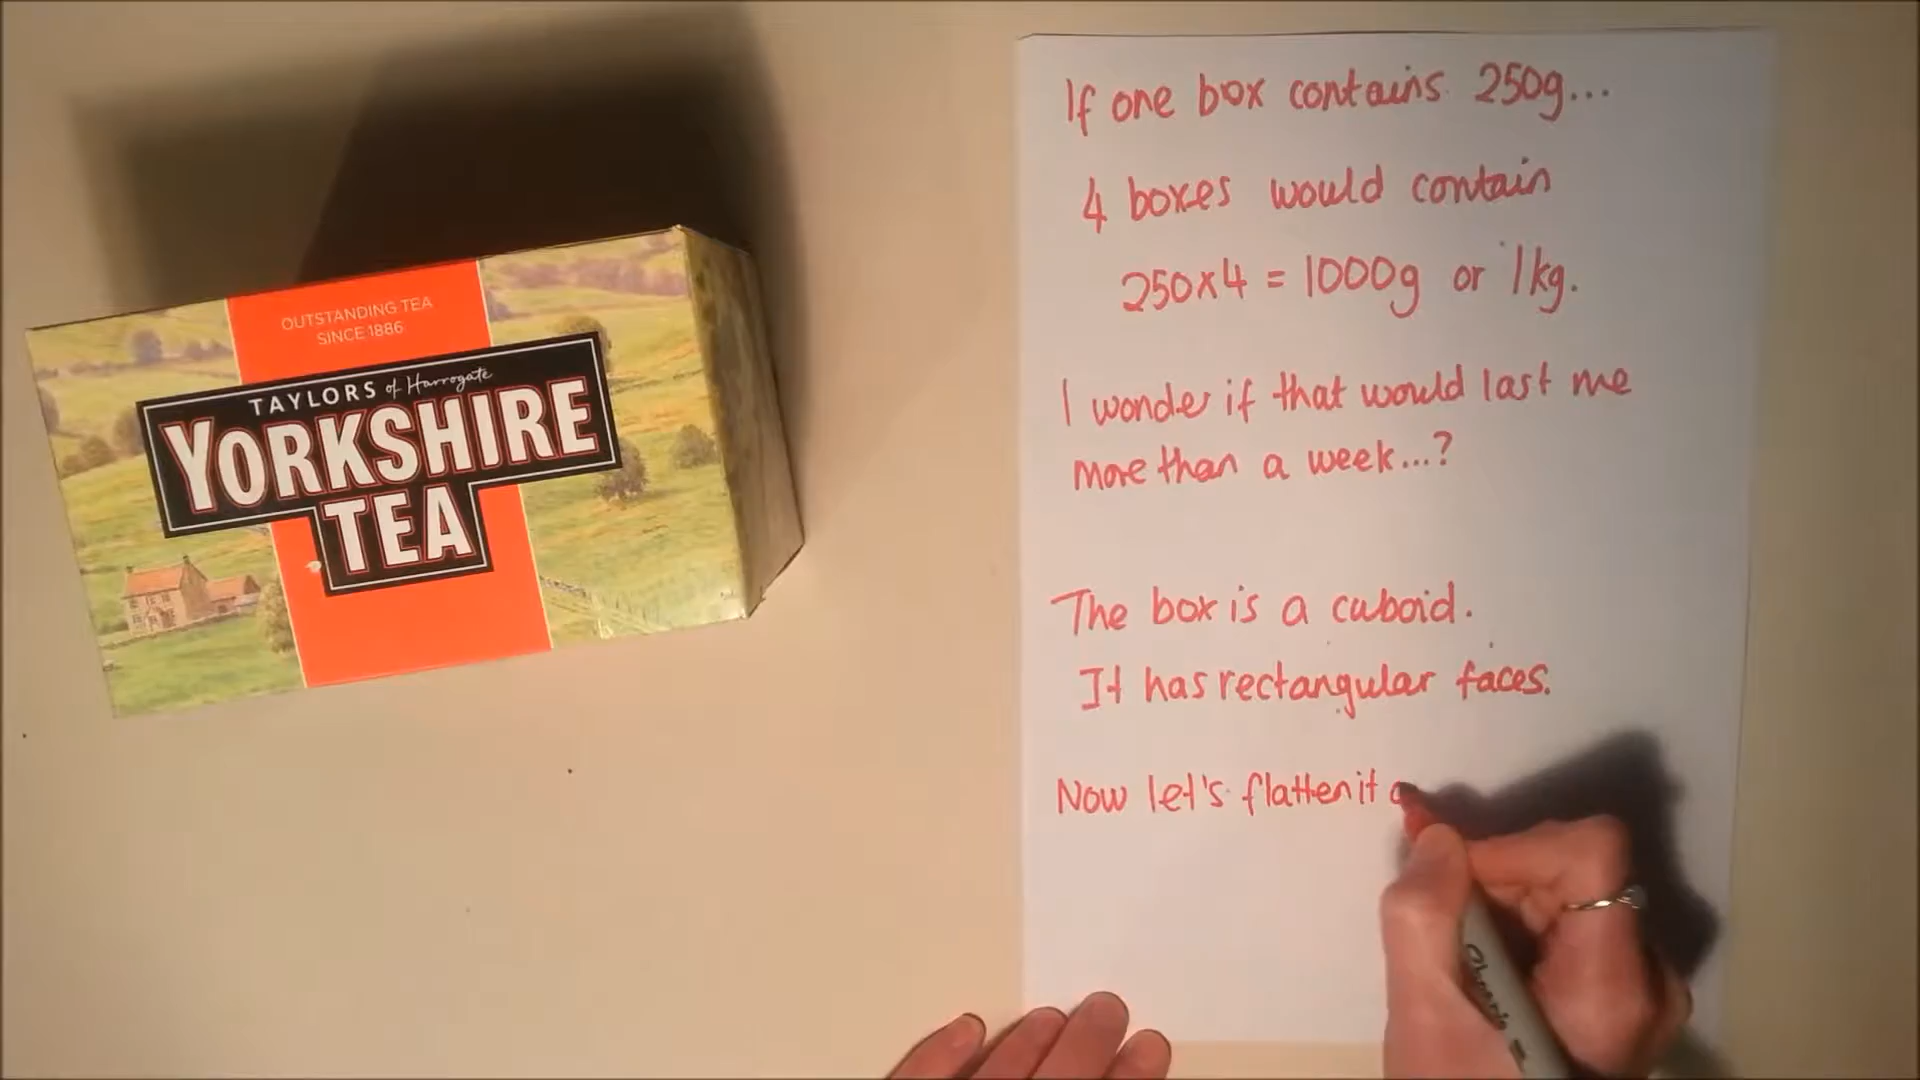 OUTSTANDING TEA
SINCE 1886
TAYLORS of Harrogate
YORKSHIRE
TEA
If one box contains 250g...
4 boxes would contain
250x4 = 1000g or 1kg.
I wonder if that would last me
more than a week...?
The box is a cuboid.
It has rectangular faces.
Now let's flatten it